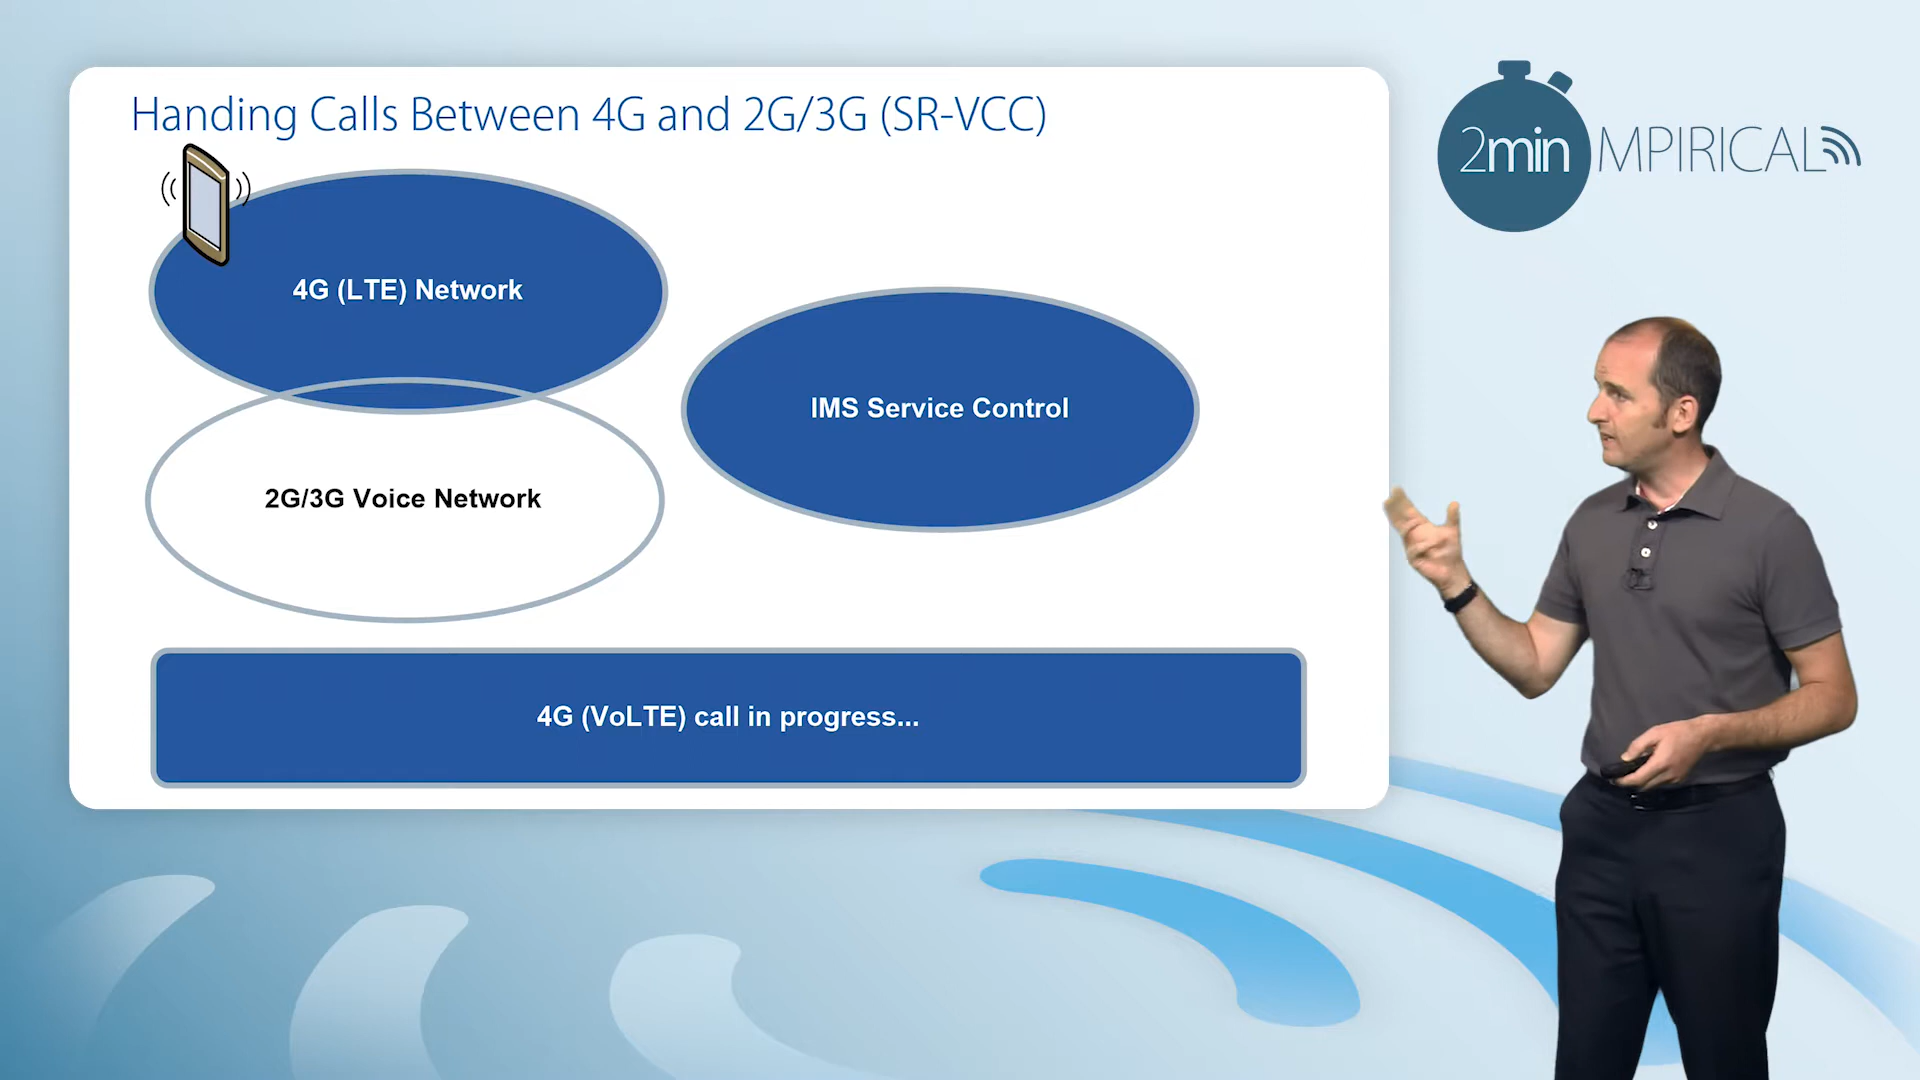 Handing Calls Between 4G and 2G/3G (SR-VCC)
2min MPIRICAL
4G (LTE) Network
IMS Service Control
2G/3G Voice Network
4G (VoLTE) call in progress...